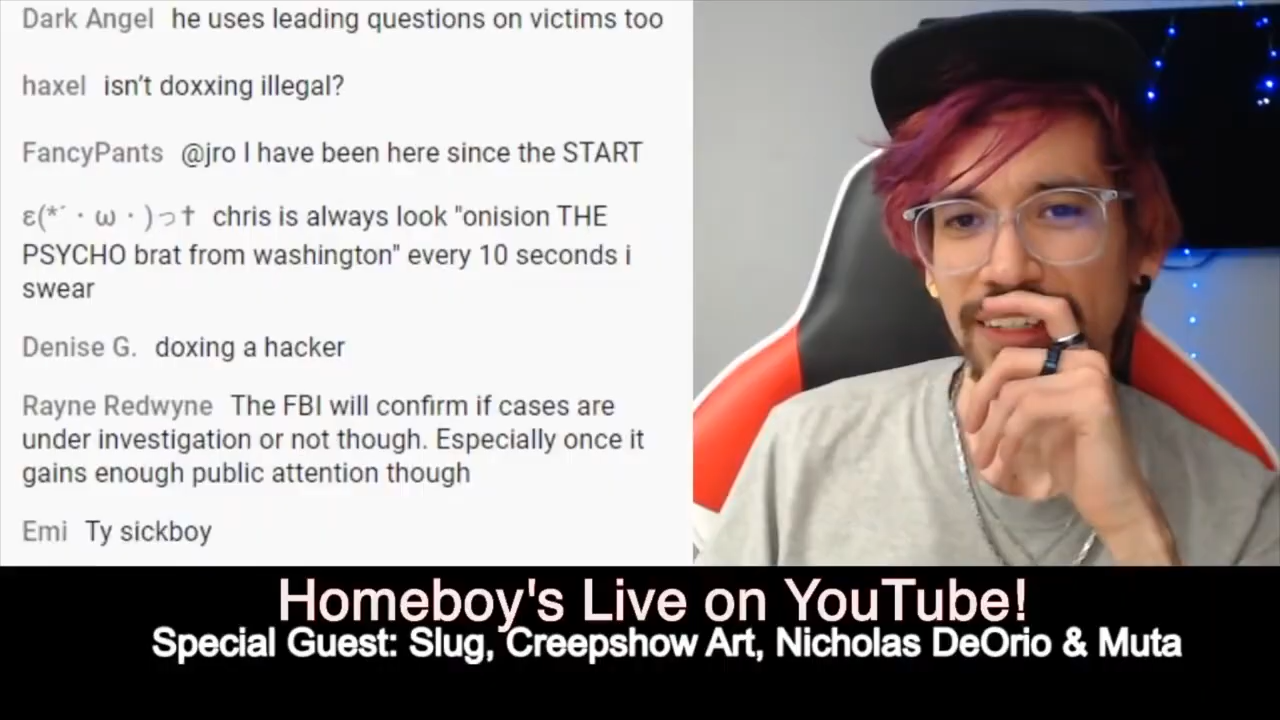 Dark Angel he uses leading questions on victims too
haxel isn't doxxing illegal?
FancyPants @jro I have been here since the START
ε(*´・ω・)っ† chris is always look "onision THE
PSYCHO brat from washington" every 10 seconds i
swear
Denise G. doxing a hacker
Rayne Redwyne The FBI will confirm if cases are
under investigation or not though. Especially once it
gains enough public attention though
Emi Ty sickboy
Homeboy's Live on YouTube!
Special Guest: Slug, Creepshow Art, Nicholas DeOrio & Muta